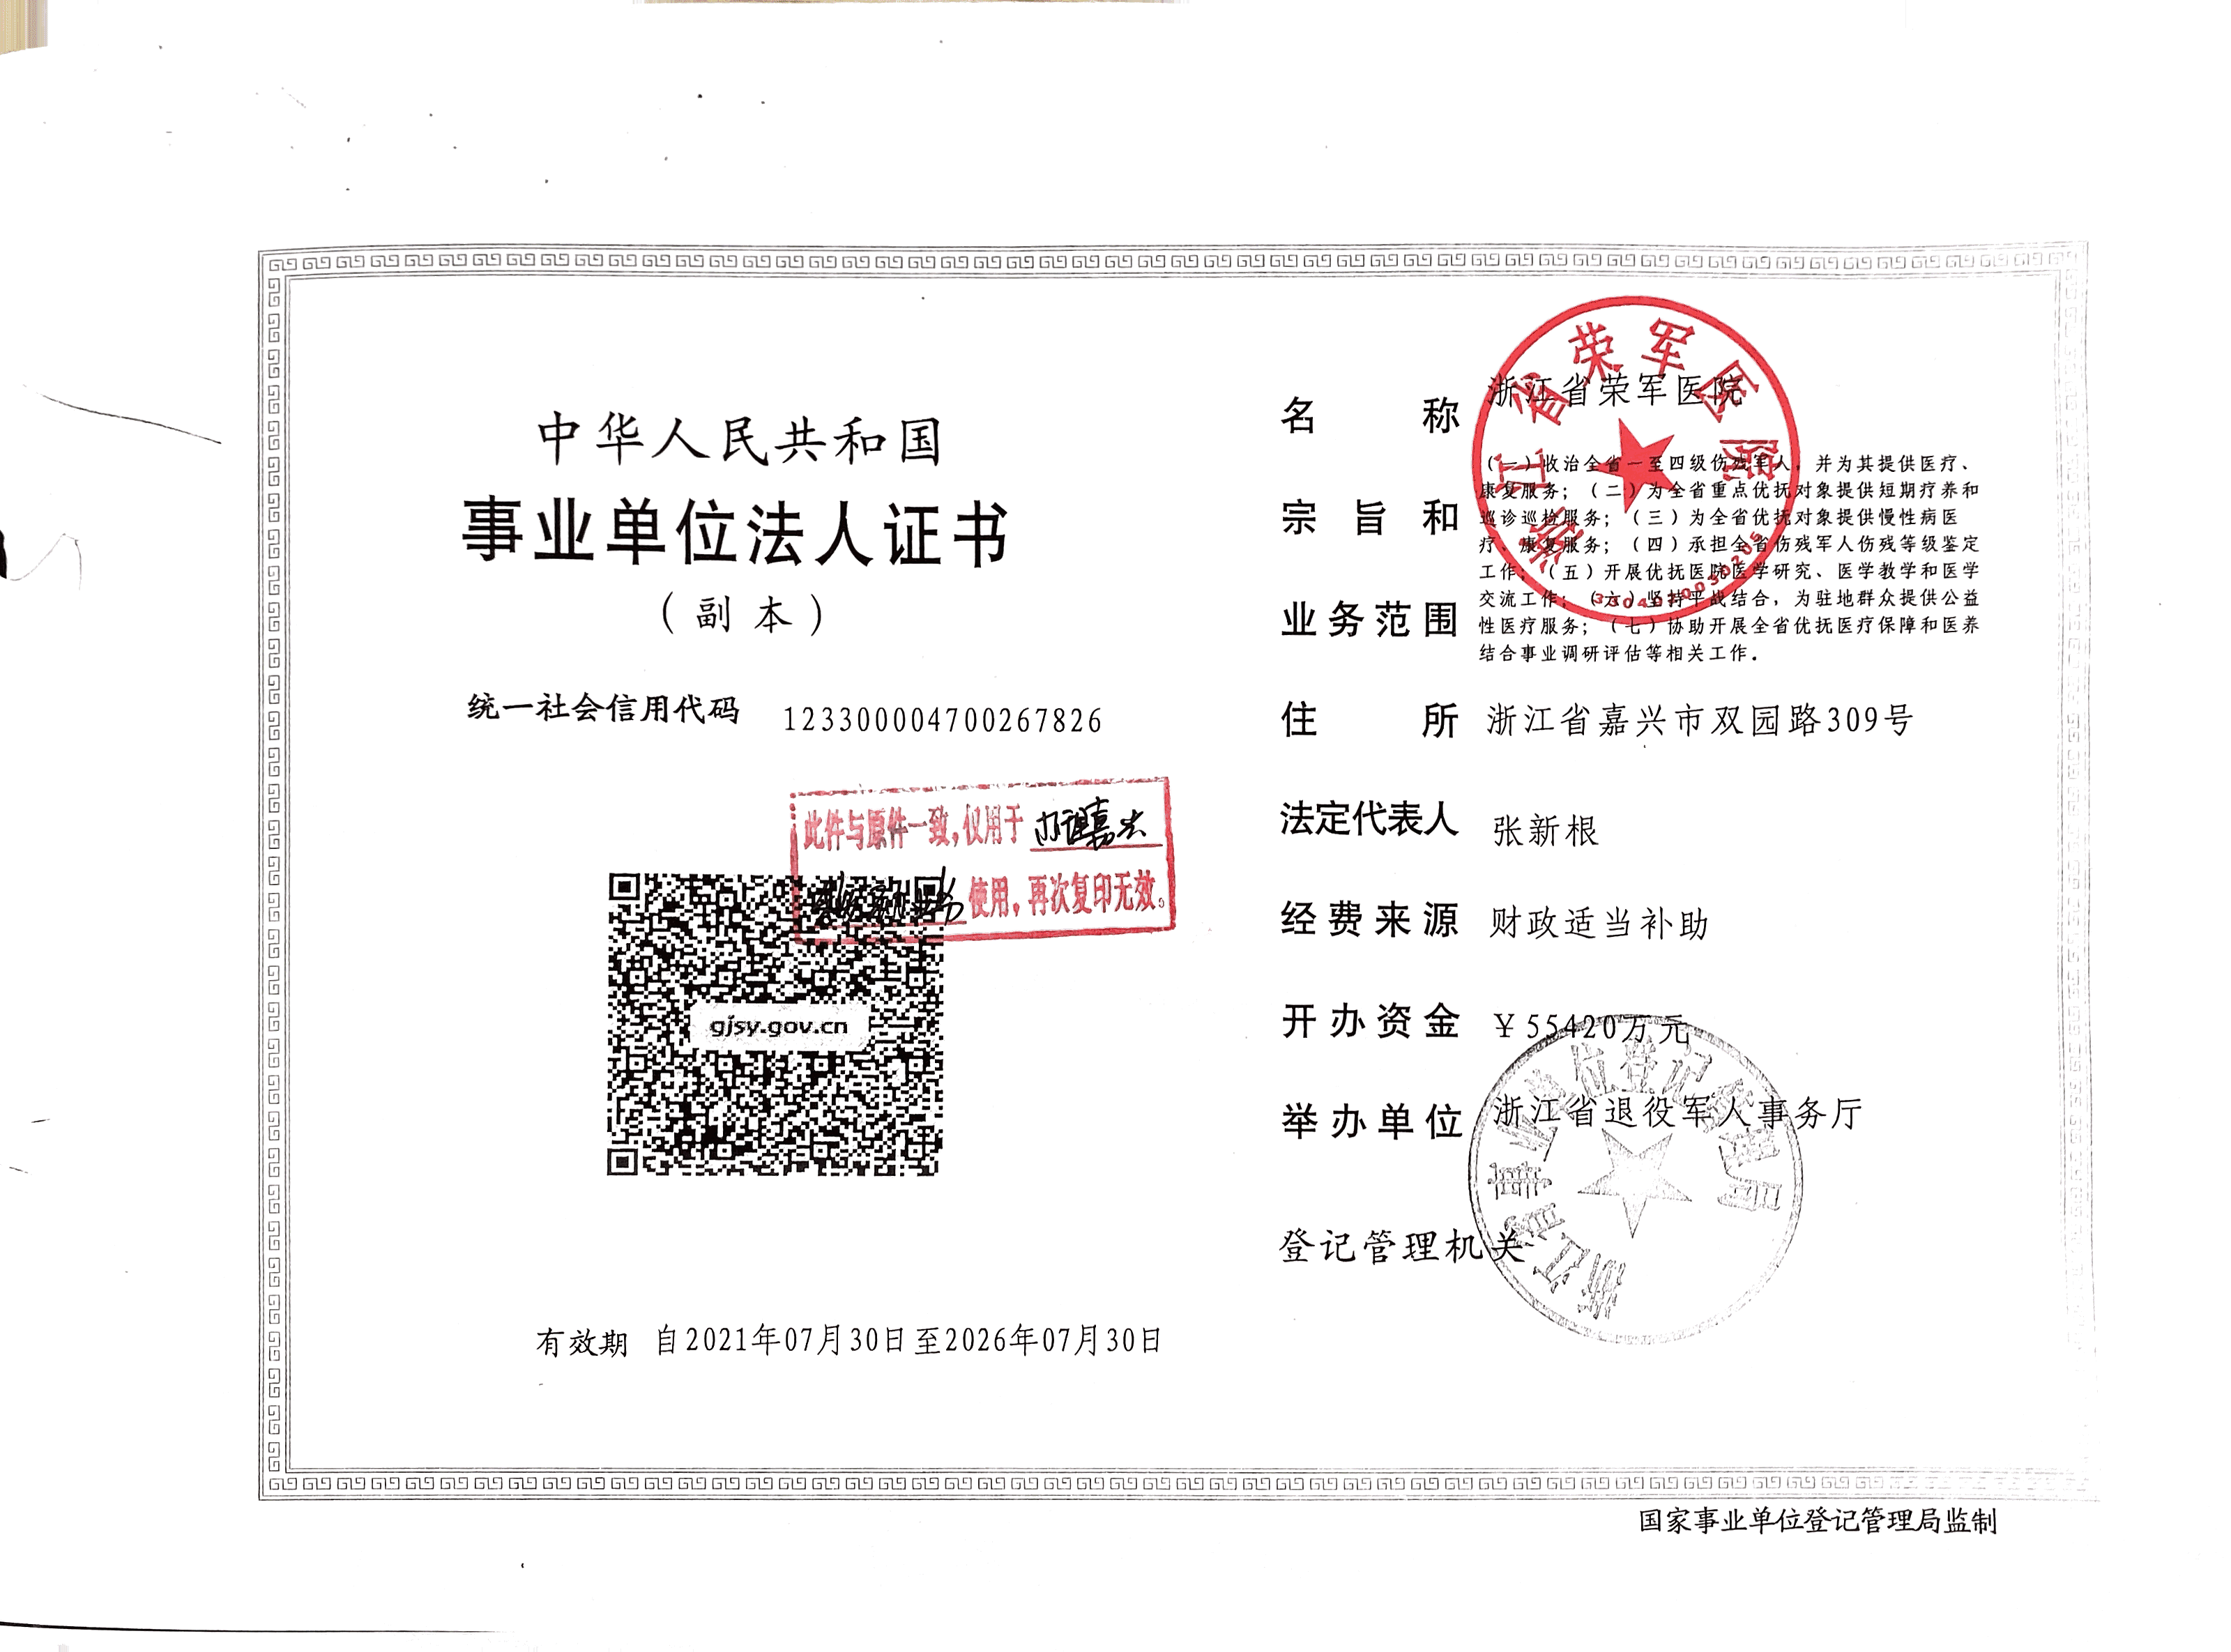 中华人民共和国
事业单位法人证书
（副本）
统一社会信用代码 123300004700267826
此件与原件一致，仅用于
使用，再次复印无效。
gjsy.gov.cn
有效期 自2021年07月30日至2026年07月30日
名称 浙江省荣军医院
宗旨和
业务范围
（一）收治全省一至四级伤残军人，并为其提供医疗、
康复服务；（二）为全省重点优抚对象提供短期疗养和
巡诊巡检服务；（三）为全省优抚对象提供慢性病医
疗、康复服务；（四）承担全省伤残军人伤残等级鉴定
工作；（五）开展优抚医院医学研究、医学教学和医学
交流工作；（六）坚持平战结合，为驻地群众提供公益
性医疗服务；（七）协助开展全省优抚医疗保障和医养
结合事业调研评估等相关工作。
住所 浙江省嘉兴市双园路309号
法定代表人 张新根
经费来源 财政适当补助
开办资金 ￥55420万元
举办单位 浙江省退役军人事务厅
登记管理机关
浙江省荣军医院
浙江省事业单位登记管理局
国家事业单位登记管理局监制